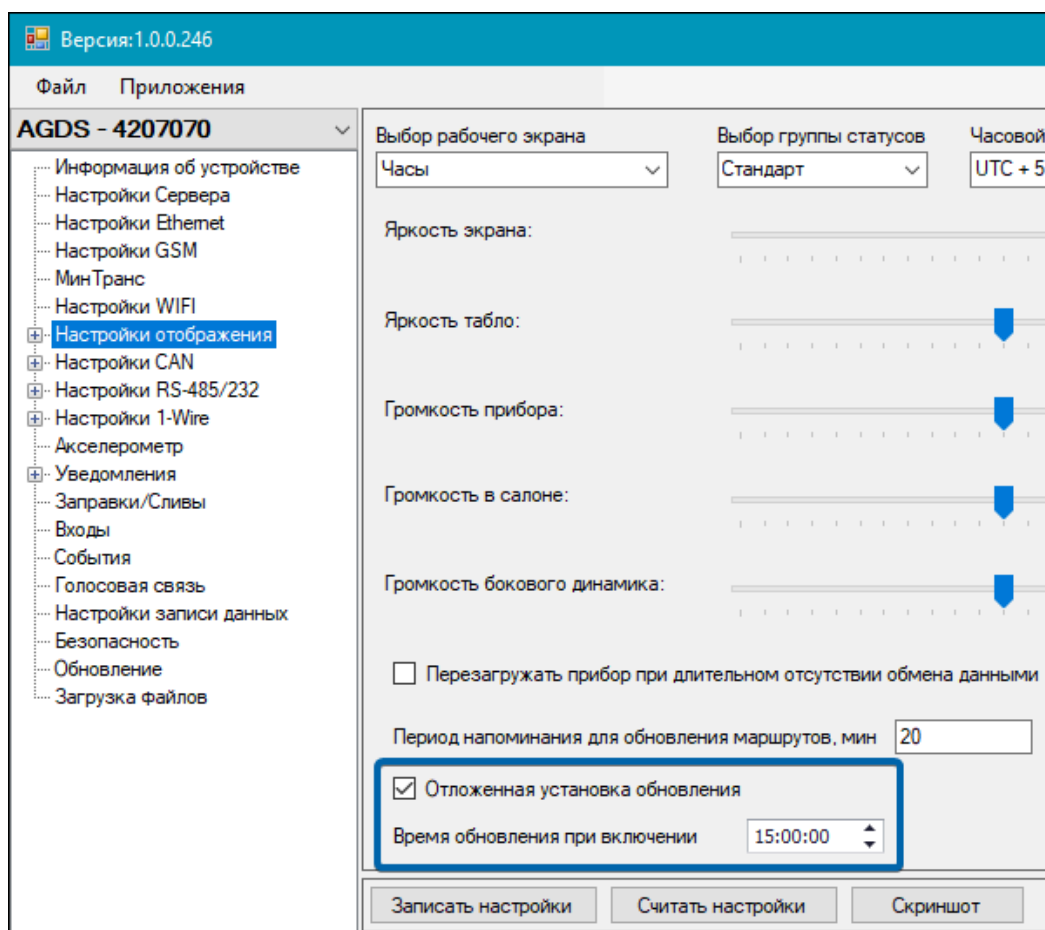 Версия:1.0.0.246
Файл Приложения
AGDS - 4207070
Информация об устройстве
Настройки Сервера
Настройки Ethernet
Настройки GSM
МинТранс
Настройки WIFI
Настройки отображения
Настройки CAN
Настройки RS-485/232
Настройки 1-Wire
Акселерометр
Уведомления
Заправки/Сливы
Входы
События
Голосовая связь
Настройки записи данных
Безопасность
Обновление
Загрузка файлов
Выбор рабочего экрана Выбор группы статусов Часовой
Часы Стандарт UTC + 5
Яркость экрана:
Яркость табло:
Громкость прибора:
Громкость в салоне:
Громкость бокового динамика:
Перезагружать прибор при длительном отсутствии обмена данными
Период напоминания для обновления маршрутов, мин 20
Отложенная установка обновления
Время обновления при включении 15:00:00
Записать настройки Считать настройки Скриншот